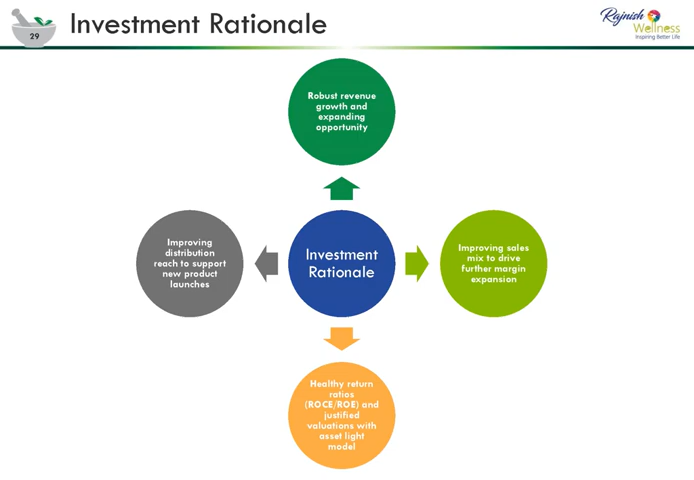 29
Investment Rationale
Rajnish
Wellness
Inspiring Better Life
Robust revenue
growth and
expanding
opportunity
Improving
distribution
reach to support
new product
launches
Investment
Rationale
Improving sales
mix to drive
further margin
expansion
Healthy return
ratios
(ROCE/ROE) and
justified
valuations with
asset light
model